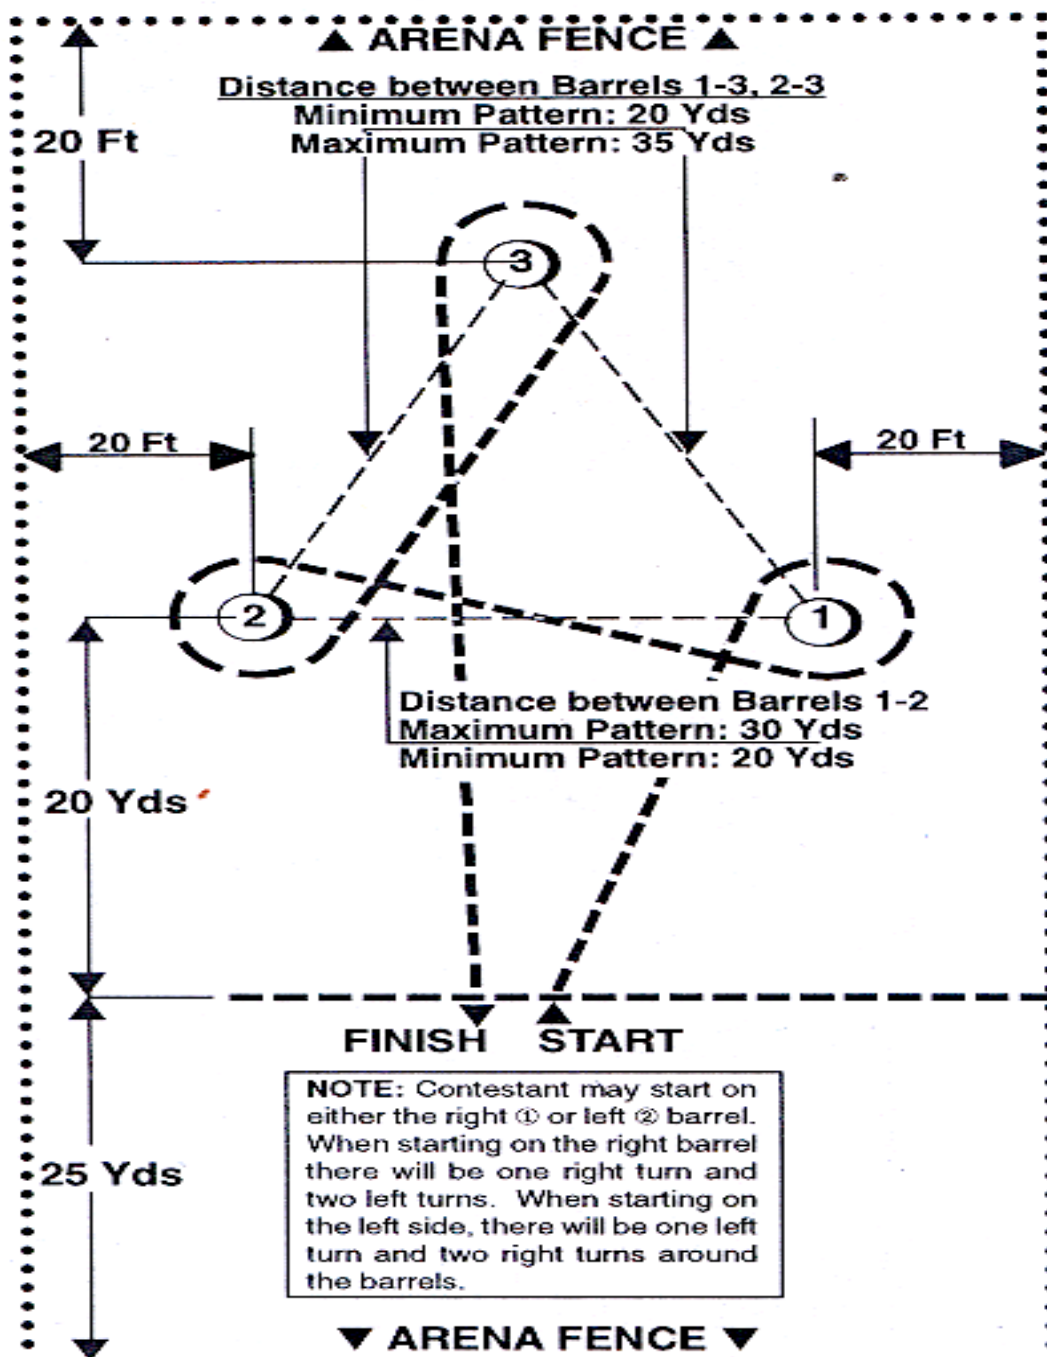 ▲ ARENA FENCE ▲
Distance between Barrels 1-3, 2-3
Minimum Pattern: 20 Yds
Maximum Pattern: 35 Yds
20 Ft
3
20 Ft
20 Ft
2
1
Distance between Barrels 1-2
Maximum Pattern: 30 Yds
Minimum Pattern: 20 Yds
20 Yds
FINISH START
NOTE: Contestant may start on
either the right ① or left ② barrel.
When starting on the right barrel
there will be one right turn and
two left turns. When starting on
the left side, there will be one left
turn and two right turns around
the barrels.
25 Yds
▼ ARENA FENCE ▼